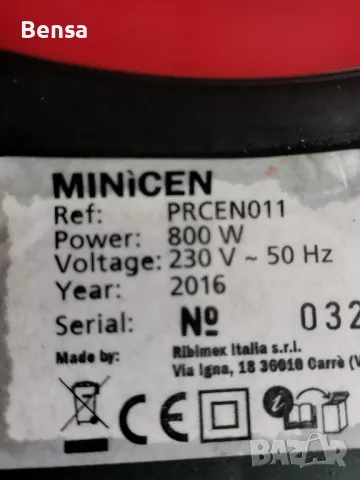 Bensa
MINiCEN
Ref: PRCEN011
Power: 800 W
Voltage: 230 V ~ 50 Hz
Year: 2016
Serial: № 032
Made by: Ribimex Italia s.r.l.
Via Igna, 18 36010 Carrè (V
CE
BAZAR